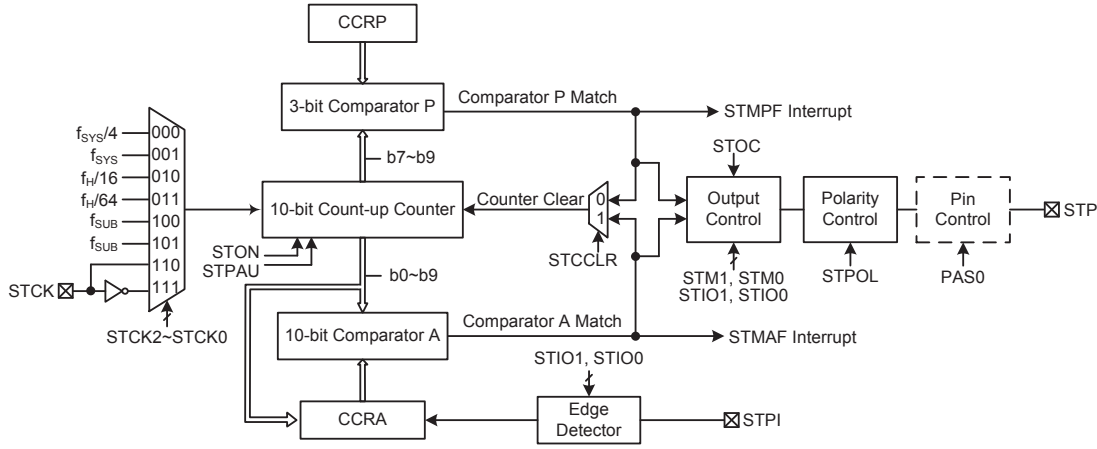 CCRP
3-bit Comparator P
Comparator P Match
STMPF Interrupt
b7~b9
fSYS/4
000
fSYS
001
fH/16
010
fH/64
011
fSUB
100
fSUB
101
110
111
STCK
STCK2~STCK0
10-bit Count-up Counter
STON
STPAU
Counter Clear
0
1
STCCLR
STOC
Output
Control
STM1, STM0
STIO1, STIO0
Polarity
Control
STPOL
Pin
Control
PAS0
STP
b0~b9
10-bit Comparator A
Comparator A Match
STMAF Interrupt
STIO1, STIO0
CCRA
Edge
Detector
STPI